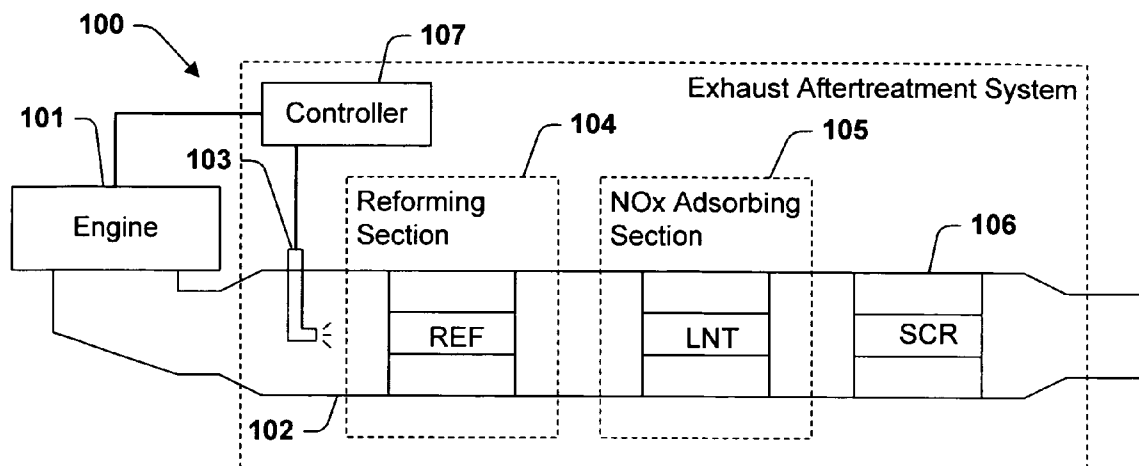 100
107
Exhaust Aftertreatment System
101
Controller
104
105
103
Engine
Reforming
Section
NOx Adsorbing
Section
106
REF
LNT
SCR
102